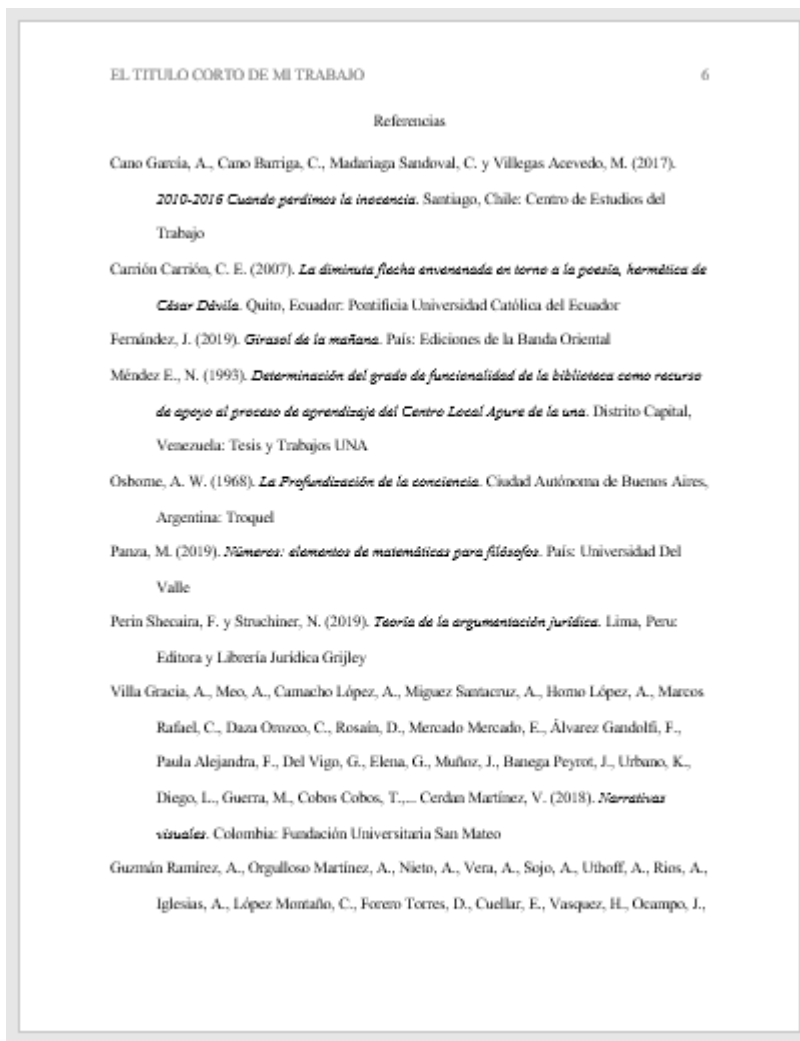 EL TITULO CORTO DE MI TRABAJO 6
Referencias
Cano García, A., Cano Barriga, C., Madariaga Sandoval, C. y Villegas Acevedo, M. (2017).
2010-2016 Cuando perdimos la inocencia. Santiago, Chile: Centro de Estudios del
Trabajo
Carrión Carrión, C. E. (2007). La diminuta flecha envenenada en torno a la poesía, hermética de
César Dávila. Quito, Ecuador: Pontificia Universidad Católica del Ecuador
Fernández, J. (2019). Girasol de la mañana. País: Ediciones de la Banda Oriental
Méndez E., N. (1993). Determinación del grado de funcionalidad de la biblioteca como recurso
de apoyo al proceso de aprendizaje del Centro Local Apure de la una. Distrito Capital,
Venezuela: Tesis y Trabajos UNA
Osborne, A. W. (1968). La Profundización de la conciencia. Ciudad Autónoma de Buenos Aires,
Argentina: Troquel
Panza, M. (2019). Números: elementos de matemáticas para filósofos. País: Universidad Del
Valle
Perin Shecaira, F. y Struchiner, N. (2019). Teoría de la argumentación jurídica. Lima, Peru:
Editora y Librería Jurídica Grijley
Villa Gracia, A., Meo, A., Camacho López, A., Miguez Santacruz, A., Homo López, A., Marcos
Rafael, C., Daza Orozco, C., Rosaín, D., Mercado Mercado, E., Álvarez Gandolfi, F.,
Paula Alejandra, F., Del Vigo, G., Elena, G., Muñoz, J., Banega Peyrot, J., Urbano, K.,
Diego, L., Guerra, M., Cobos Cobos, T.,... Cerdan Martínez, V. (2018). Narrativas
visuales. Colombia: Fundación Universitaria San Mateo
Guzmán Ramírez, A., Orgulloso Martínez, A., Nieto, A., Vera, A., Sojo, A., Uthoff, A., Rios, A.,
Iglesias, A., López Montaño, C., Forero Torres, D., Cuellar, E., Vasquez, H., Ocampo, J.,